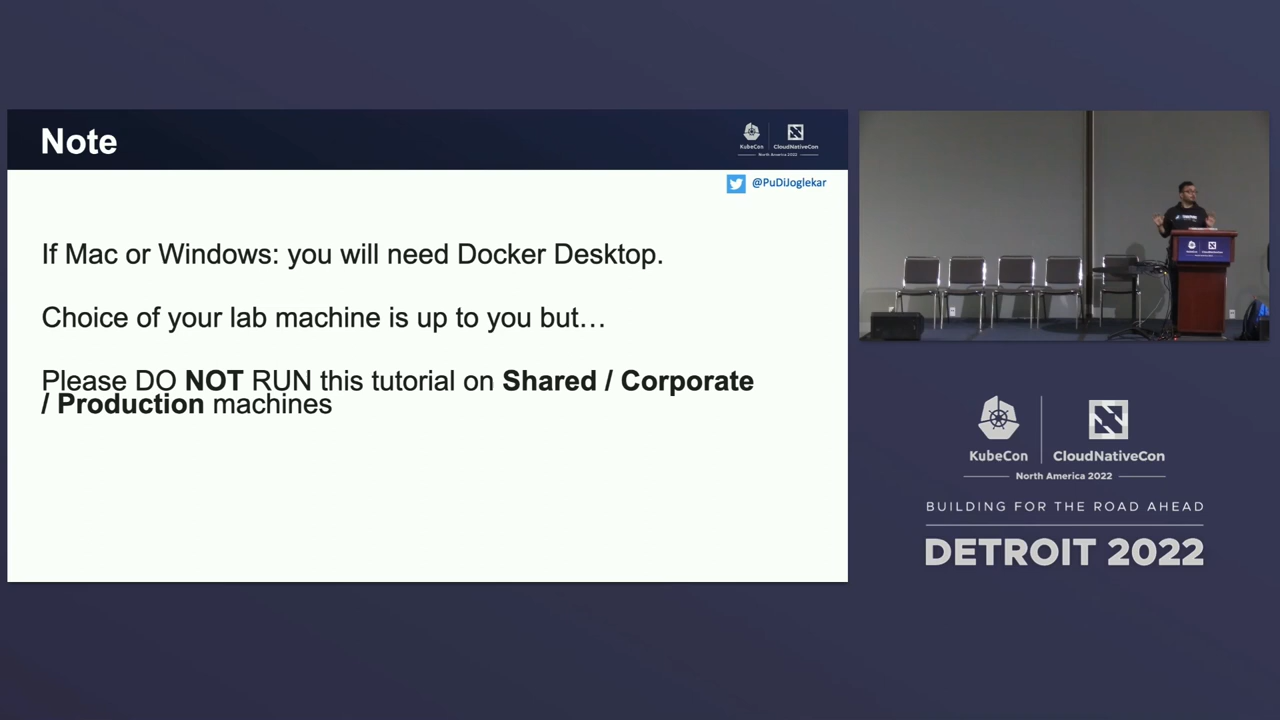 Note
KubeCon
CloudNativeCon
North America 2022
@PuDiJoglekar
If Mac or Windows: you will need Docker Desktop.
Choice of your lab machine is up to you but…
Please DO NOT RUN this tutorial on Shared / Corporate
/ Production machines
KubeCon
CloudNativeCon
North America 2022
BUILDING FOR THE ROAD AHEAD
DETROIT 2022